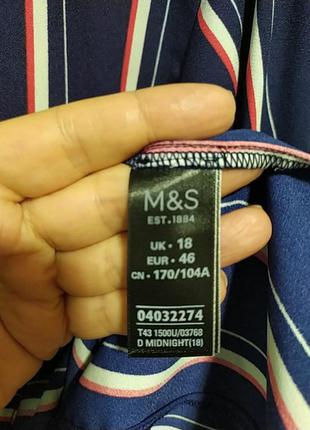 M&S
EST. 1884
UK • 18
EUR • 46
CN • 170/104A
04032274
T43 1500U/03768
D MIDNIGHT(18)